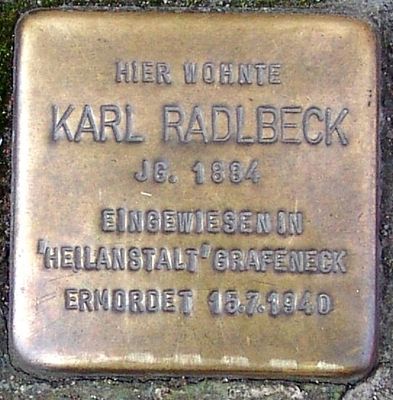 HIER WOHNTE
KARL RADLBECK
JG. 1884
EINGEWIESEN IN
"HEILANSTALT" GRAFENECK
ERMORDET 15.7.1940